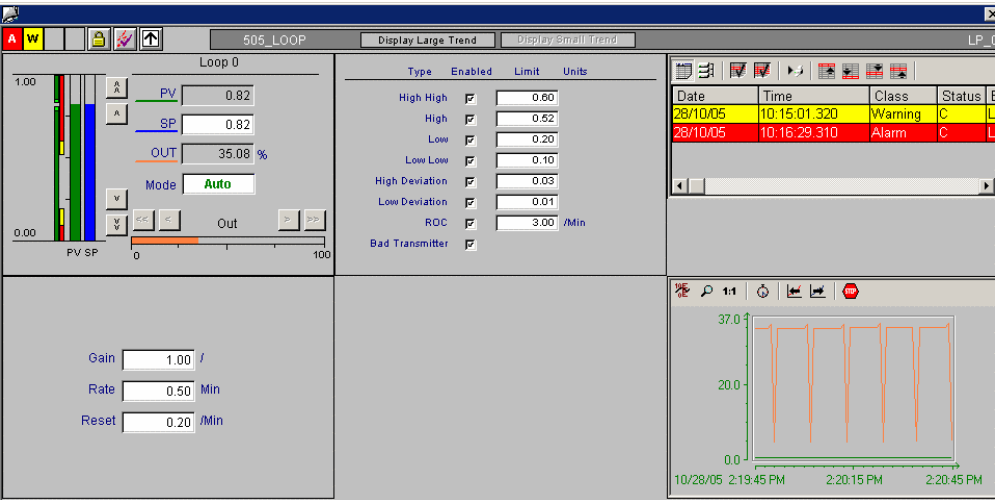 A W 505_LOOP Display Large Trend Display Small Trend LP_
Loop 0
1.00
PV 0.82
SP 0.82
OUT 35.08 %
Mode Auto
<< < Out > >>
0.00
PV SP 0 100
Type Enabled Limit Units
High High 0.60
High 0.52
Low 0.20
Low Low 0.10
High Deviation 0.03
Low Deviation 0.01
ROC 3.00 /Min
Bad Transmitter
Date Time Class Status
28/10/05 10:15:01.320 Warning C L
28/10/05 10:16:29.310 Alarm C L
Gain 1.00 /
Rate 0.50 Min
Reset 0.20 /Min
1:1 STOP
37.0
20.0
0.0
10/28/05 2:19:45 PM 2:20:15 PM 2:20:45 PM